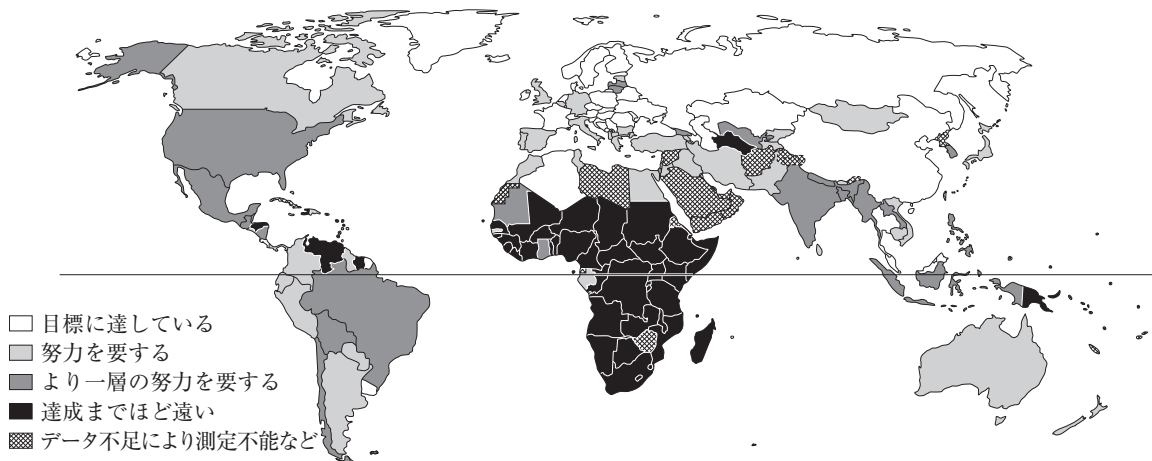 目標に達している
努力を要する
より一層の努力を要する
達成までほど遠い
データ不足により測定不能など